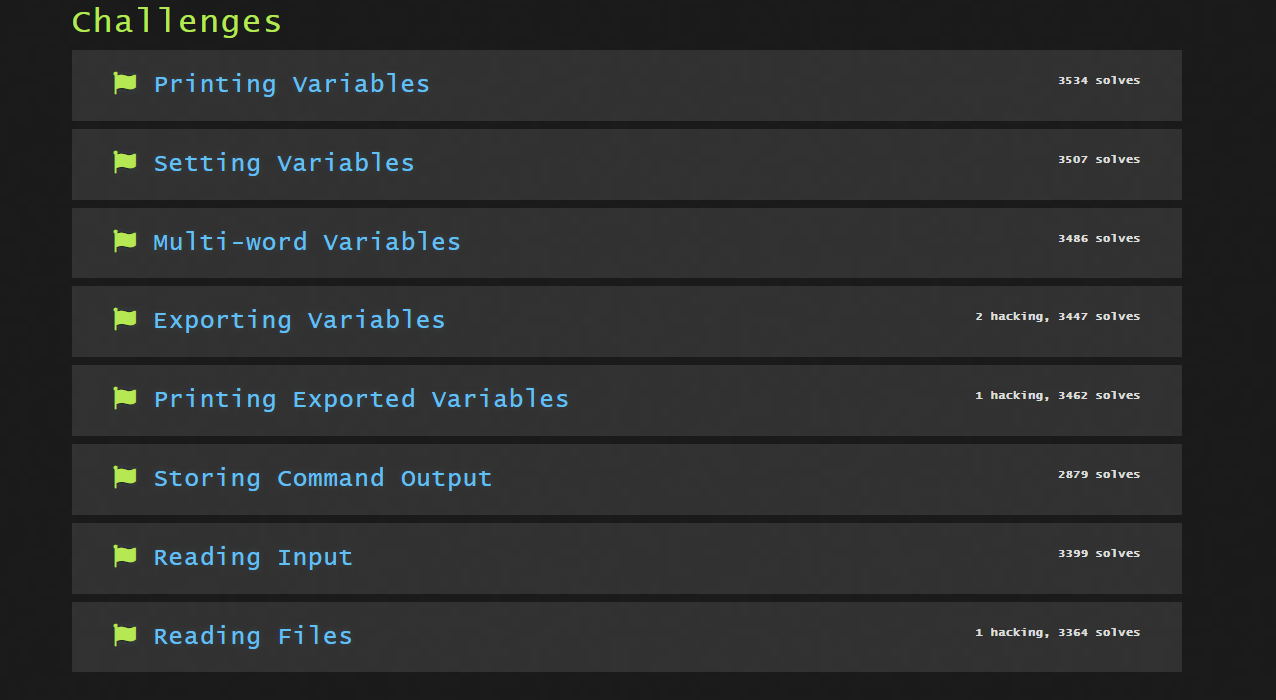 Challenges
Printing Variables 3534 solves
Setting Variables 3507 solves
Multi-word Variables 3486 solves
Exporting Variables 2 hacking, 3447 solves
Printing Exported Variables 1 hacking, 3462 solves
Storing Command Output 2879 solves
Reading Input 3399 solves
Reading Files 1 hacking, 3364 solves